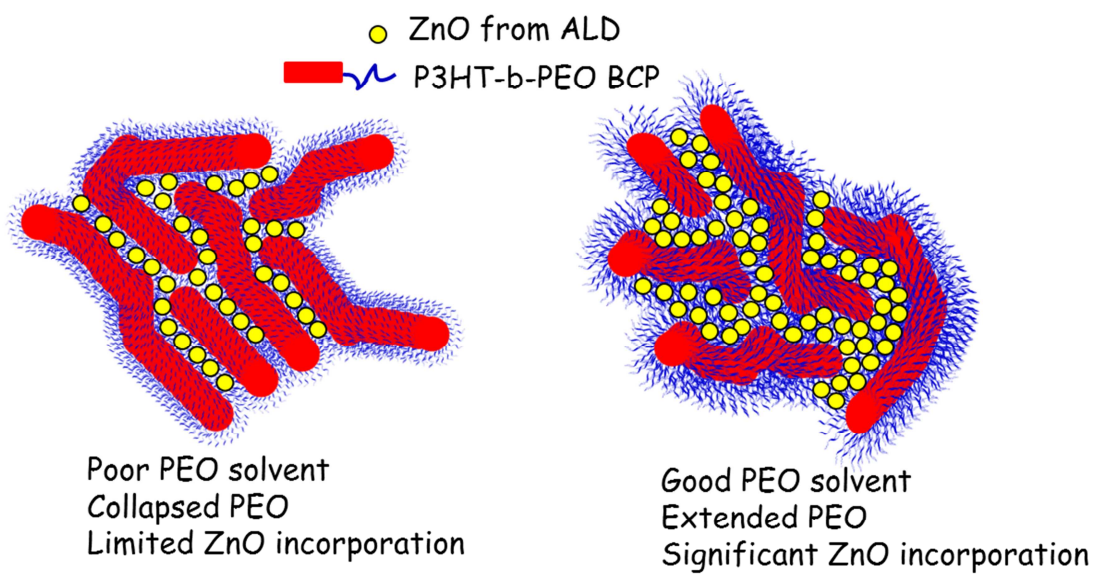 ZnO from ALD
P3HT-b-PEO BCP
Poor PEO solvent
Collapsed PEO
Limited ZnO incorporation
Good PEO solvent
Extended PEO
Significant ZnO incorporation